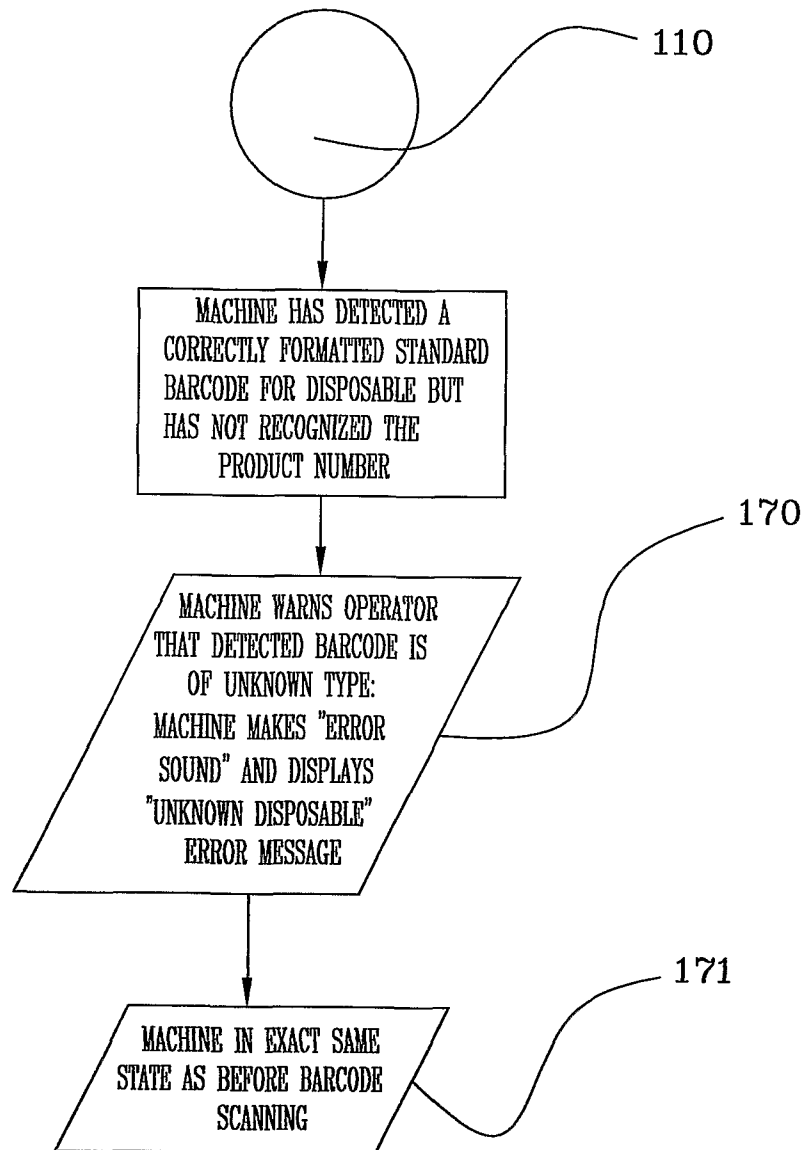 110
MACHINE HAS DETECTED A
CORRECTLY FORMATTED STANDARD
BARCODE FOR DISPOSABLE BUT
HAS NOT RECOGNIZED THE
PRODUCT NUMBER
170
MACHINE WARNS OPERATOR
THAT DETECTED BARCODE IS
OF UNKNOWN TYPE:
MACHINE MAKES "ERROR
SOUND" AND DISPLAYS
"UNKNOWN DISPOSABLE"
ERROR MESSAGE
171
MACHINE IN EXACT SAME
STATE AS BEFORE BARCODE
SCANNING